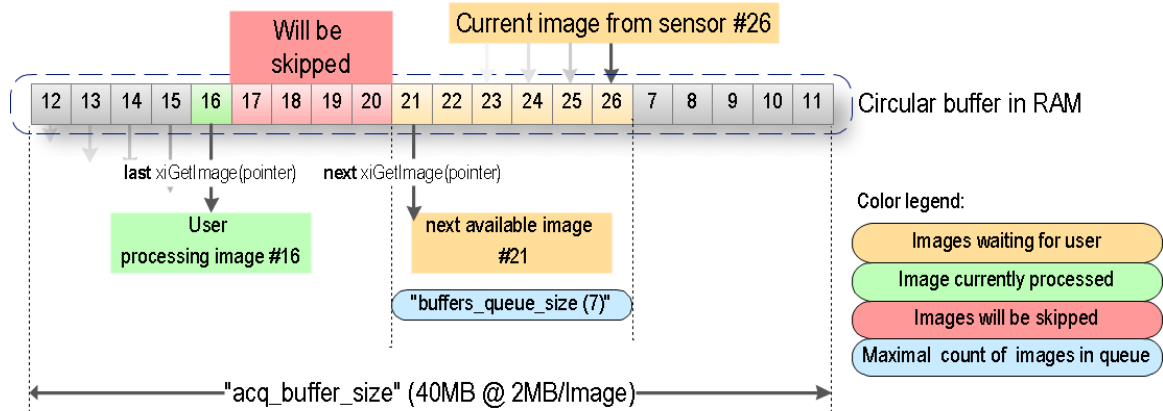 Will be
skipped
Current image from sensor #26
12 13 14 15 16 17 18 19 20 21 22 23 24 25 26 7 8 9 10 11
Circular buffer in RAM
last xiGetImage(pointer)
next xiGetImage(pointer)
User
processing image #16
next available image
#21
"buffers_queue_size (7)"
"acq_buffer_size" (40MB @ 2MB/Image)
Color legend:
Images waiting for user
Image currently processed
Images will be skipped
Maximal count of images in queue